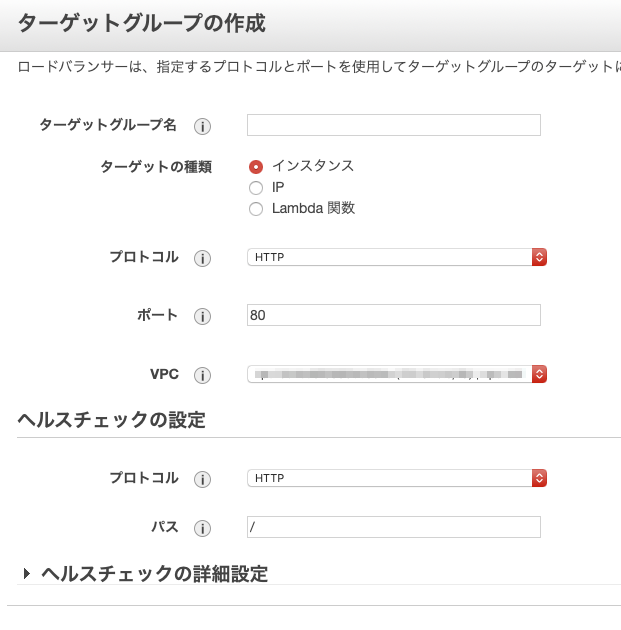 ターゲットグループの作成
ロードバランサーは、指定するプロトコルとポートを使用してターゲットグループのターゲットに
ターゲットグループ名
ターゲットの種類
インスタンス
IP
Lambda 関数
プロトコル
HTTP
ポート
80
VPC
ヘルスチェックの設定
プロトコル
HTTP
パス
/
ヘルスチェックの詳細設定